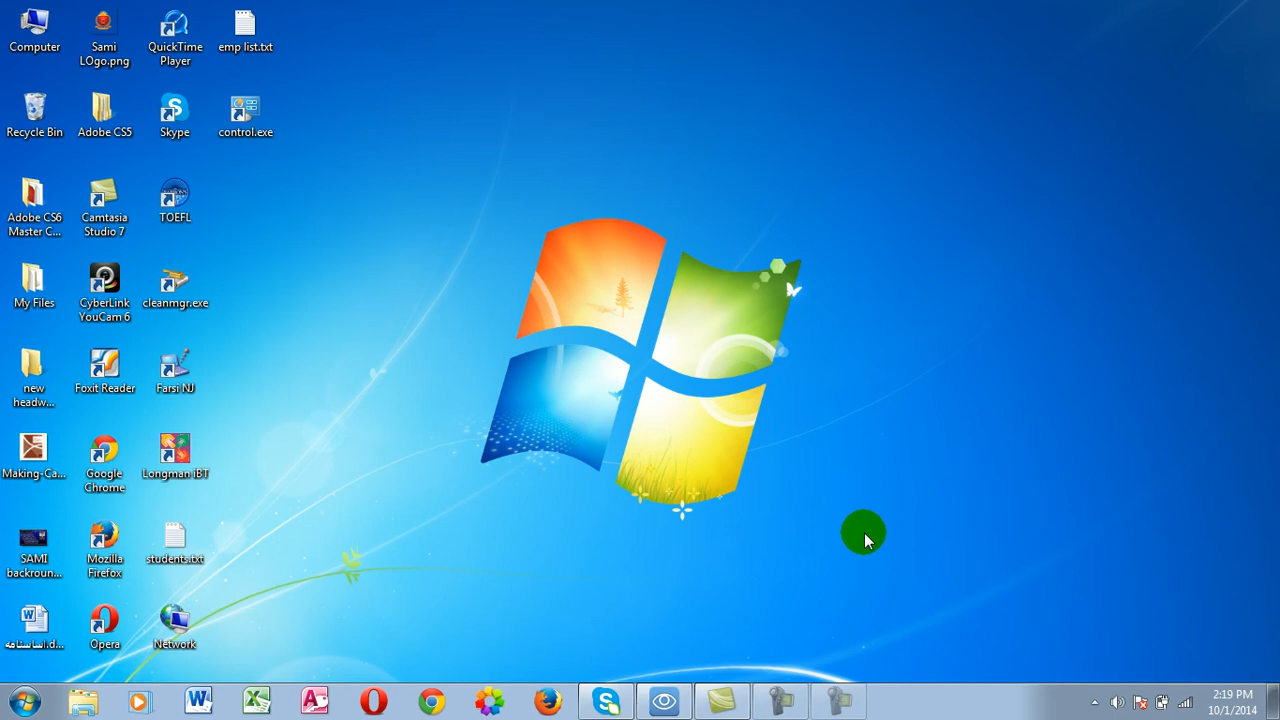 Computer
Sami
LOgo.png
QuickTime
Player
emp list.txt
Recycle Bin
Adobe CS5
Skype
control.exe
Adobe CS6
Master C...
Camtasia
Studio 7
TOEFL
My Files
CyberLink
YouCam 6
cleanmgr.exe
new
headw...
Foxit Reader
Farsi NJ
Making-Ca...
Google
Chrome
Longman iBT
SAMI
backroun...
Mozilla
Firefox
students.txt
اساسنامه.d...
Opera
Network
2:19 PM
10/1/2014